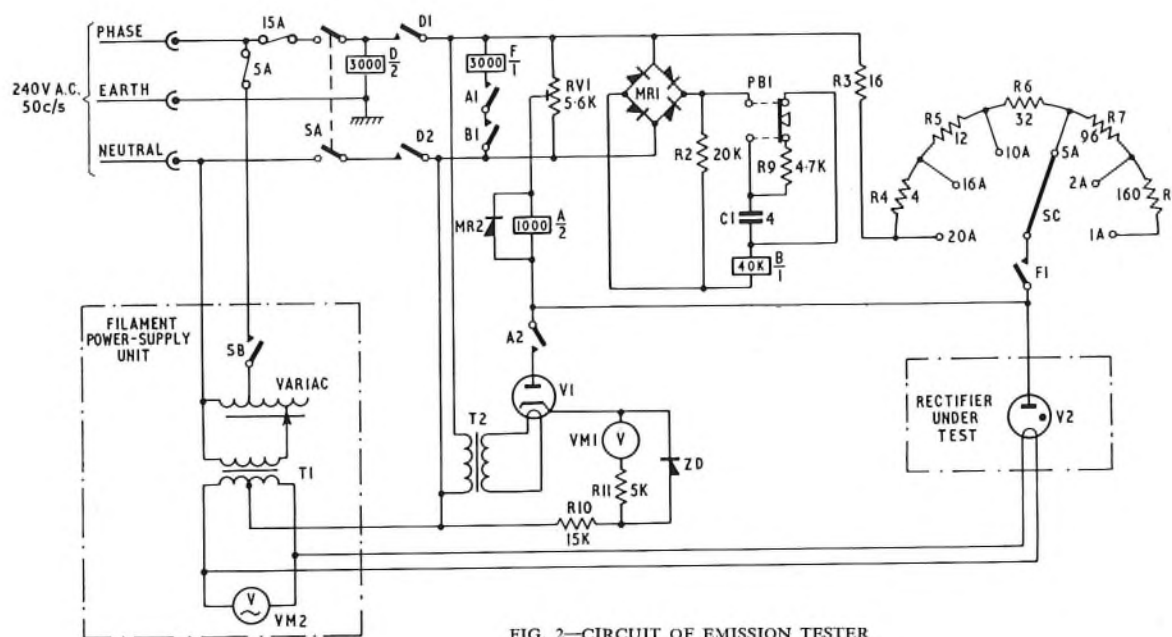 PHASE
15A
D1
5A
3000
D
2
3000
F
1
A1
B1
RV1
5.6K
MR1
PB1
R3
16
R6
32
R5
12
R7
96
240V A.C.
50c/s
EARTH
NEUTRAL
SA
D2
R2
20K
R9
4.7K
10A
5A
16A
2A
R4
4
160
R
SC
20A
1A
MR2
1000
A
2
C1
4
40K
B
1
F1
FILAMENT
POWER-SUPPLY
UNIT
SB
VARIAC
A2
V1
T2
VM1
V
ZD
R11
5K
RECTIFIER
UNDER
TEST
V2
T1
R10
15K
V
VM2
FIG. 2—CIRCUIT OF EMISSION TESTER